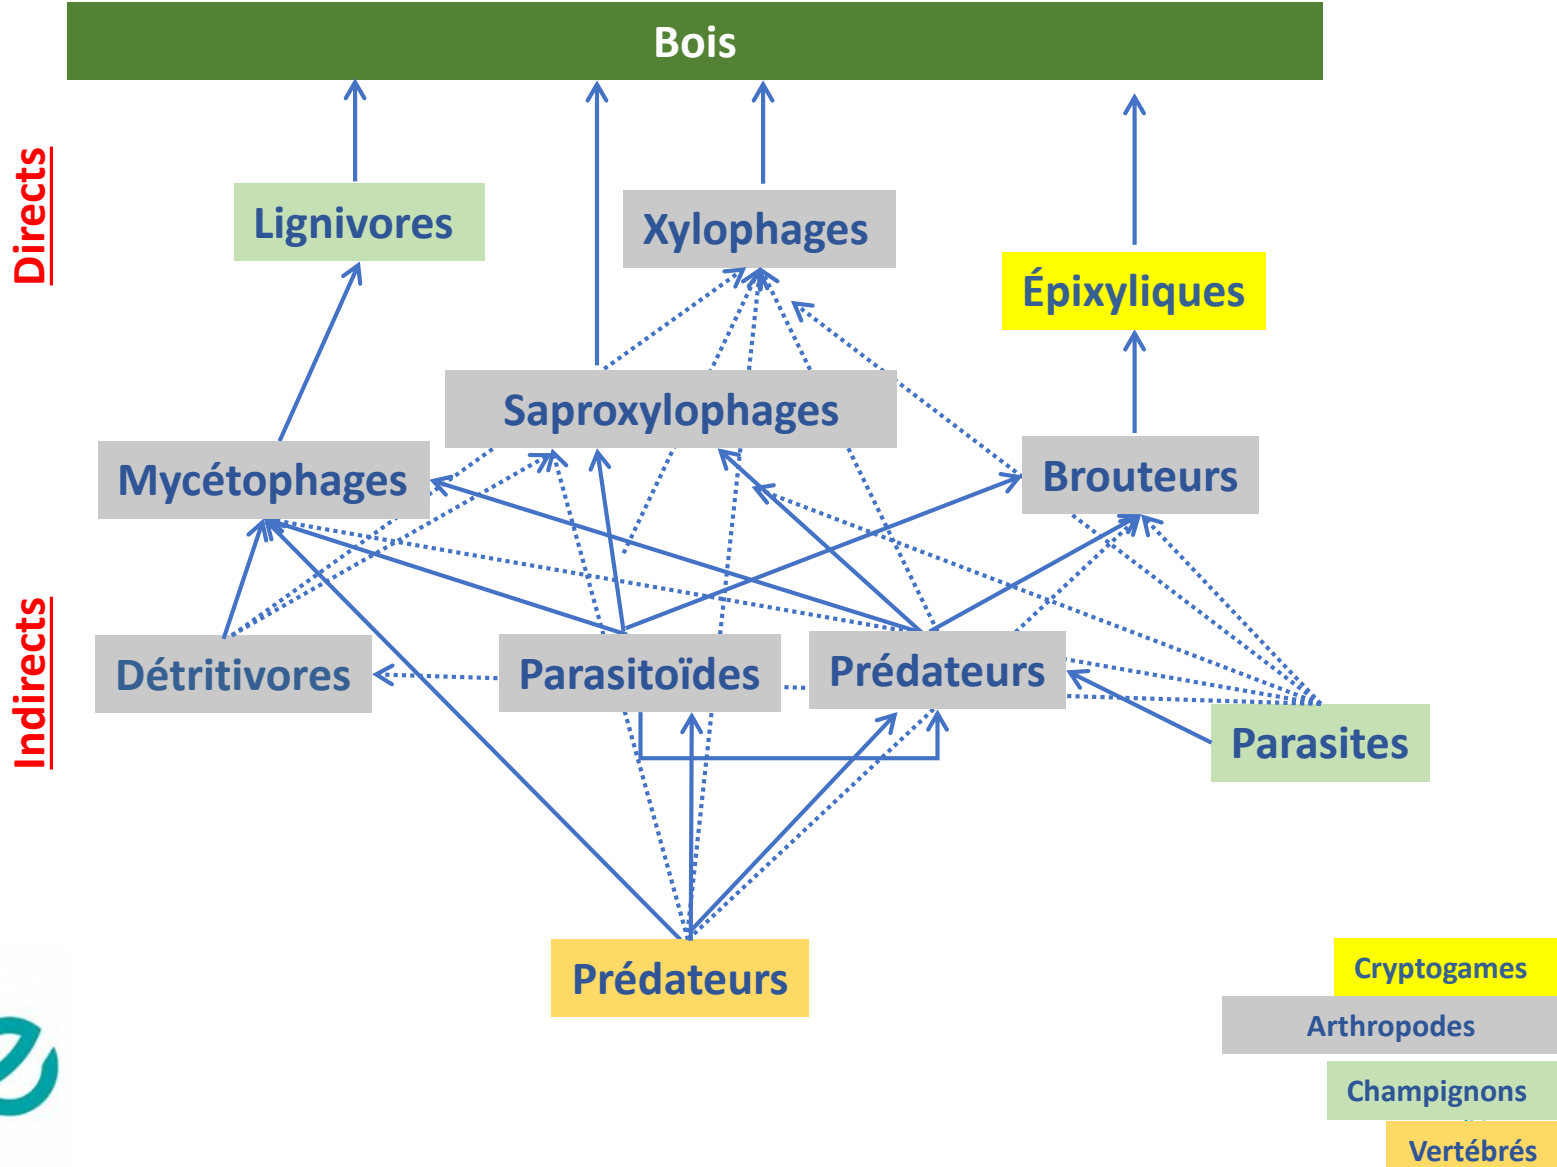 Bois
Directs
Lignivores
Xylophages
Épixyliques
Saproxylophages
Mycétophages
Brouteurs
Indirects
Détritivores
Parasitoïdes
Prédateurs
Parasites
Prédateurs
Cryptogames
Arthropodes
Champignons
Vertébrés